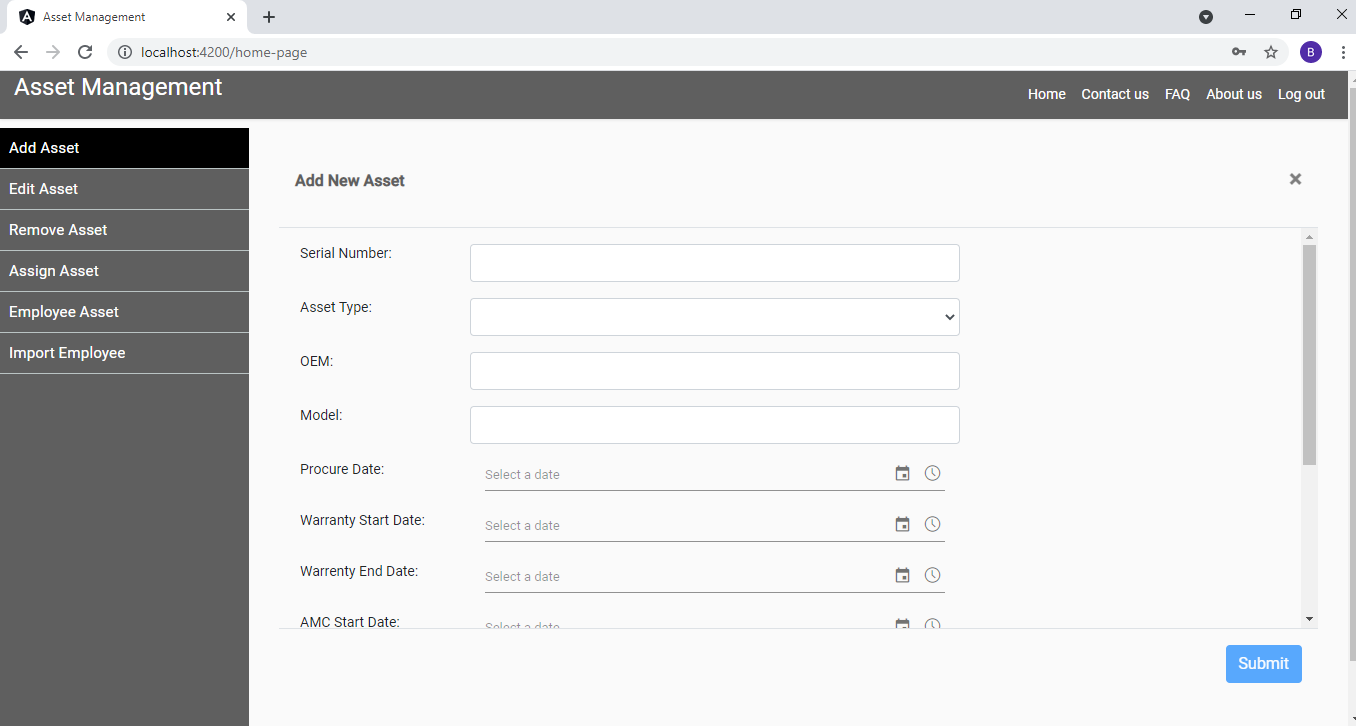 Asset Management
localhost:4200/home-page
B
Asset Management
Home Contact us FAQ About us Log out
Add Asset
Edit Asset
Remove Asset
Assign Asset
Employee Asset
Import Employee
Add New Asset
Serial Number:
Asset Type:
OEM:
Model:
Procure Date: Select a date
Warranty Start Date: Select a date
Warrenty End Date: Select a date
AMC Start Date: Select a date
Submit